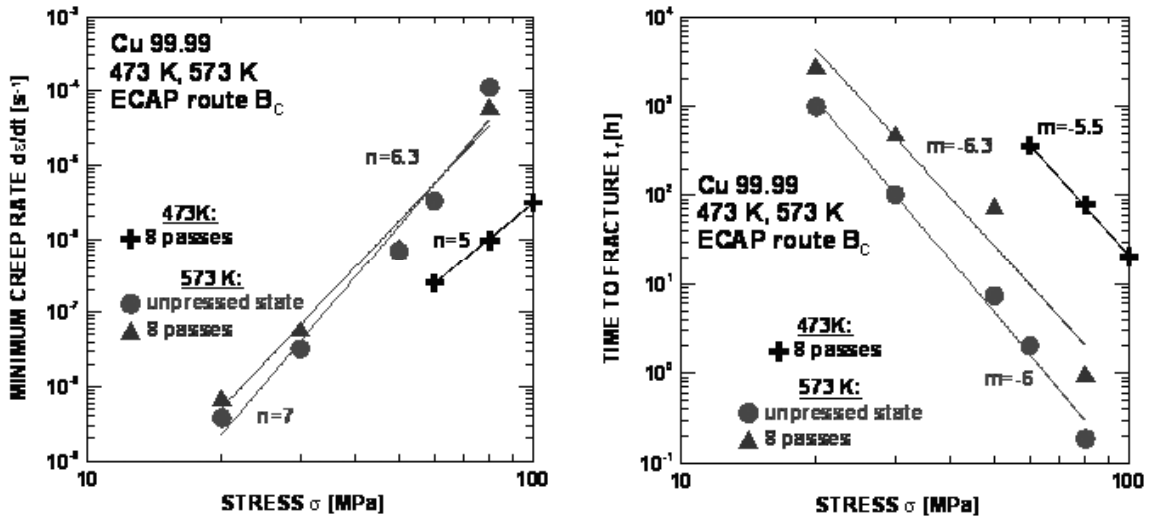 MINIMUM CREEP RATE dε/dt [s⁻¹]
10⁻³
10⁻⁴
10⁻⁵
10⁻⁶
10⁻⁷
10⁻⁸
10⁻⁹
Cu 99.99
473 K, 573 K
ECAP route B_C
n=6.3
473K:
8 passes
n=5
573 K:
unpressed state
8 passes
n=7
10
100
STRESS σ [MPa]
TIME TO FRACTURE t_f [h]
10⁴
10³
10²
10¹
10⁰
10⁻¹
m=-5.5
m=-6.3
Cu 99.99
473 K, 573 K
ECAP route B_C
473K:
8 passes
m=-6
573 K:
unpressed state
8 passes
10
100
STRESS σ [MPa]